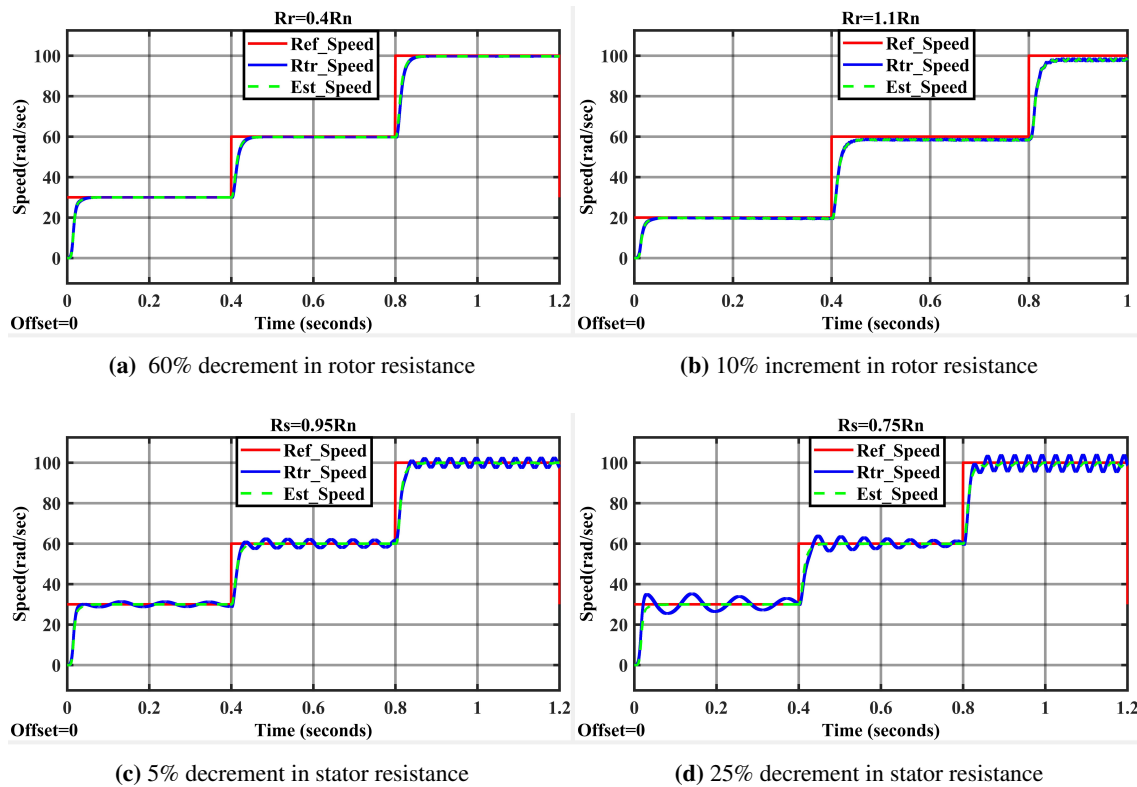 Rr=0.4Rn
Ref_Speed
Rtr_Speed
Est_Speed
Speed(rad/sec)
100
80
60
40
20
0
0 0.2 0.4 0.6 0.8 1 1.2
Offset=0
Time (seconds)
(a) 60% decrement in rotor resistance
Rr=1.1Rn
Ref_Speed
Rtr_Speed
Est_Speed
Speed(rad/sec)
100
80
60
40
20
0
0 0.2 0.4 0.6 0.8 1
Offset=0
Time (seconds)
(b) 10% increment in rotor resistance
Rs=0.95Rn
Ref_Speed
Rtr_Speed
Est_Speed
Speed(rad/sec)
100
80
60
40
20
0
0 0.2 0.4 0.6 0.8 1 1.2
Offset=0
Time (seconds)
(c) 5% decrement in stator resistance
Rs=0.75Rn
Ref_Speed
Rtr_Speed
Est_Speed
Speed(rad/sec)
100
80
60
40
20
0
0 0.2 0.4 0.6 0.8 1 1.2
Offset=0
Time (seconds)
(d) 25% decrement in stator resistance